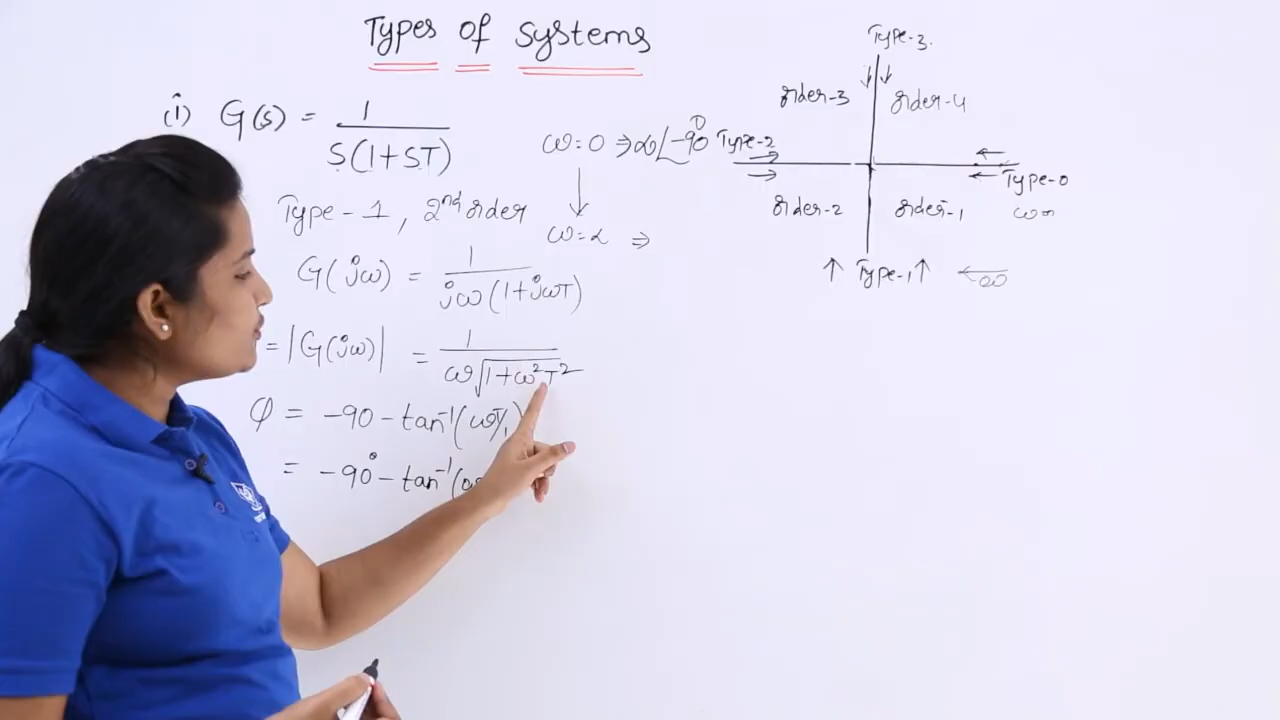 Types of Systems
(i) G(s) = 1 / S(1+ST)
Type-1, 2nd order
G(jω) = 1 / jω(1+jωT)
= |G(jω)| = 1 / ω√1+ω²T²
φ = -90 - tan⁻¹(ωT/1
= -90° - tan⁻¹(ω
ω=0 ⇒ α∠-90°
↓
ω=α ⇒
Type-3.
order-3 order-4
Type-2
Type-0
order-2 order-1
Type-1